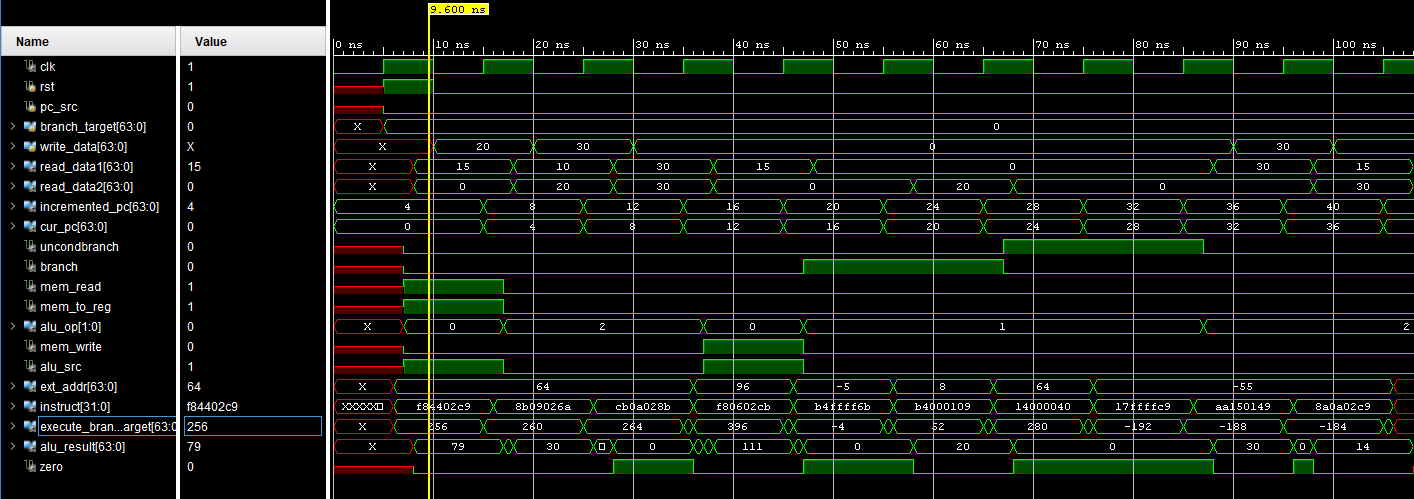 9.600 ns
Name Value
0 ns 10 ns 20 ns 30 ns 40 ns 50 ns 60 ns 70 ns 80 ns 90 ns 100 ns
clk 1
rst 1
pc_src 0
branch_target[63:0] 0 X 0
write_data[63:0] X X 20 30 0 30
read_data1[63:0] 15 X 15 10 30 15 0 30 15
read_data2[63:0] 0 X 0 20 30 0 20 0 30
incremented_pc[63:0] 4 4 8 12 16 20 24 28 32 36 40
cur_pc[63:0] 0 0 4 8 12 16 20 24 28 32 36
uncondbranch 0
branch 0
mem_read 1
mem_to_reg 1
alu_op[1:0] 0 X 0 2 0 1 2
mem_write 0
alu_src 1
ext_addr[63:0] 64 X 64 96 -5 8 64 -55
instruct[31:0] f84402c9 XXXXX f84402c9 8b09026a cb0a028b f80602cb b4ffff6b b4000109 14000040 17ffffc9 aa150149 8a0a02c9
execute_bran...arget[63:0 256 X 256 260 264 396 -4 52 280 -192 -188 -184
alu_result[63:0] 79 X 79 30 0 111 0 20 0 30 0 14
zero 0